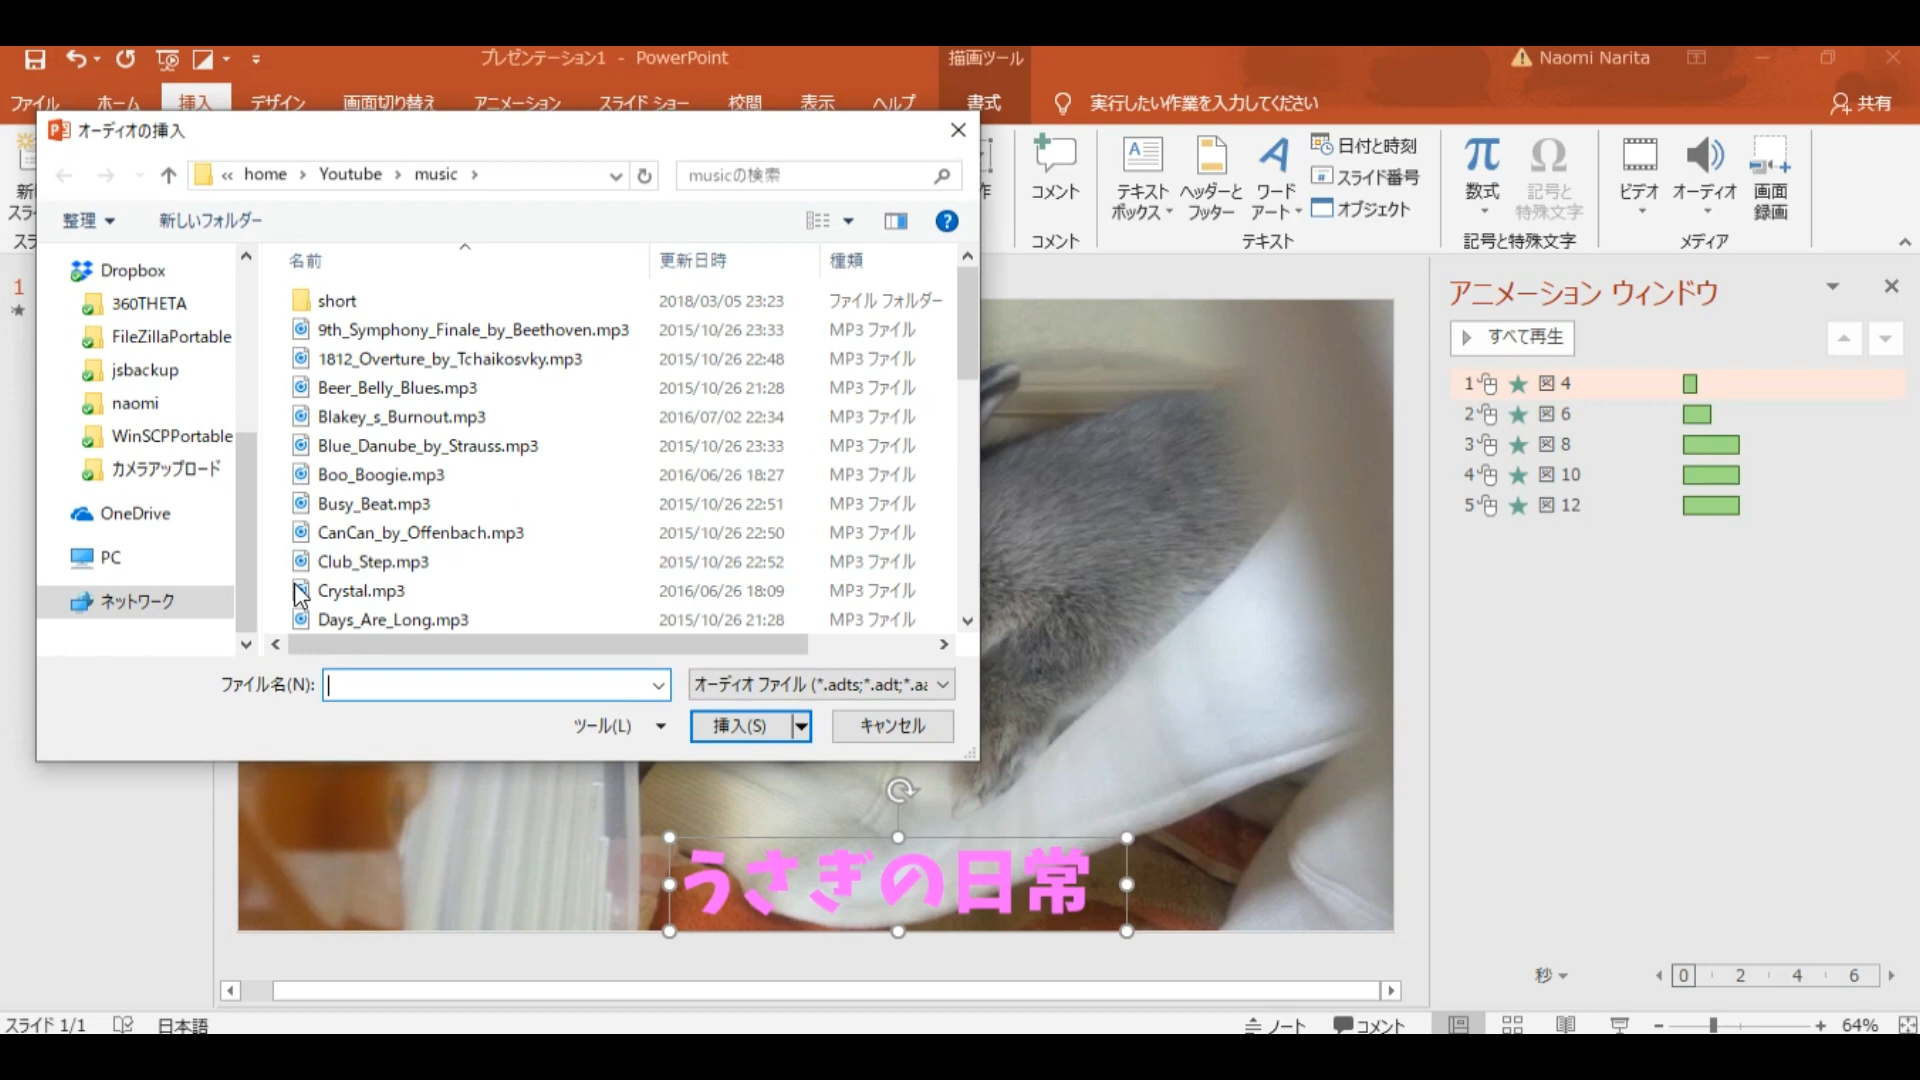 プレゼンテーション1 - PowerPoint
描画ツール
Naomi Narita
ファイル ホーム 挿入 デザイン 画面切り替え アニメーション スライド ショー 校閲 表示 ヘルプ 書式 実行したい作業を入力してください 共有
オーディオの挿入
« home › Youtube › music ›
musicの検索
整理
新しいフォルダー
Dropbox
360THETA
FileZillaPortable
jsbackup
naomi
WinSCPPortable
カメラアップロード
OneDrive
PC
ネットワーク
名前 更新日時 種類
short 2018/03/05 23:23 ファイル フォルダー
9th_Symphony_Finale_by_Beethoven.mp3 2015/10/26 23:33 MP3 ファイル
1812_Overture_by_Tchaikosvky.mp3 2015/10/26 22:48 MP3 ファイル
Beer_Belly_Blues.mp3 2015/10/26 21:28 MP3 ファイル
Blakey_s_Burnout.mp3 2016/07/02 22:34 MP3 ファイル
Blue_Danube_by_Strauss.mp3 2015/10/26 23:33 MP3 ファイル
Boo_Boogie.mp3 2016/06/26 18:27 MP3 ファイル
Busy_Beat.mp3 2015/10/26 22:51 MP3 ファイル
CanCan_by_Offenbach.mp3 2015/10/26 22:50 MP3 ファイル
Club_Step.mp3 2015/10/26 22:52 MP3 ファイル
Crystal.mp3 2016/06/26 18:09 MP3 ファイル
Days_Are_Long.mp3 2015/10/26 21:28 MP3 ファイル
ファイル名(N):
オーディオ ファイル (*.adts;*.adt;*.aa
ツール(L)
挿入(S)
キャンセル
コメント
コメント
テキスト
ボックス
ヘッダーと
フッター
ワード
アート
日付と時刻
スライド番号
オブジェクト
テキスト
数式
記号と
特殊文字
記号と特殊文字
ビデオ
オーディオ
画面
録画
メディア
1
アニメーション ウィンドウ
すべて再生
1 図 4
2 図 6
3 図 8
4 図 10
5 図 12
うさぎの日常
秒
0 2 4 6
スライド 1/1
日本語
ノート
コメント
64%